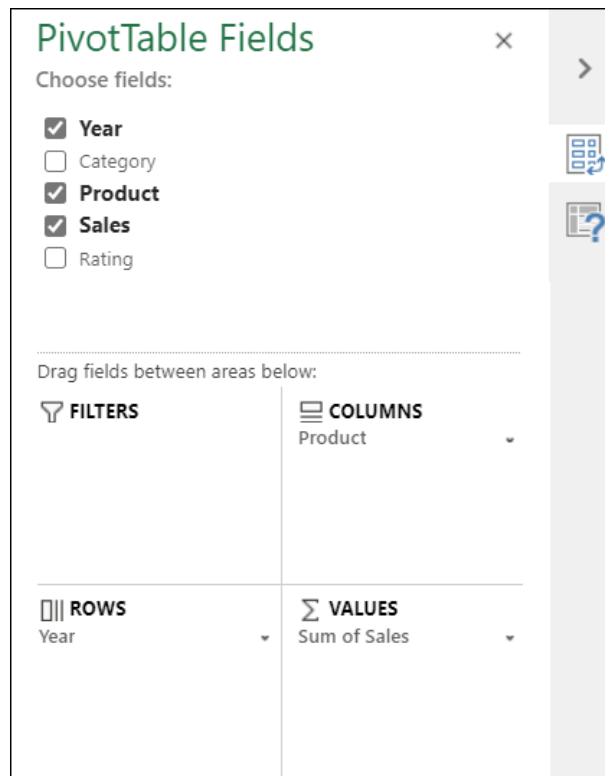 PivotTable Fields
Choose fields:
Year
Category
Product
Sales
Rating
Drag fields between areas below:
FILTERS
COLUMNS
Product
ROWS
Year
VALUES
Sum of Sales